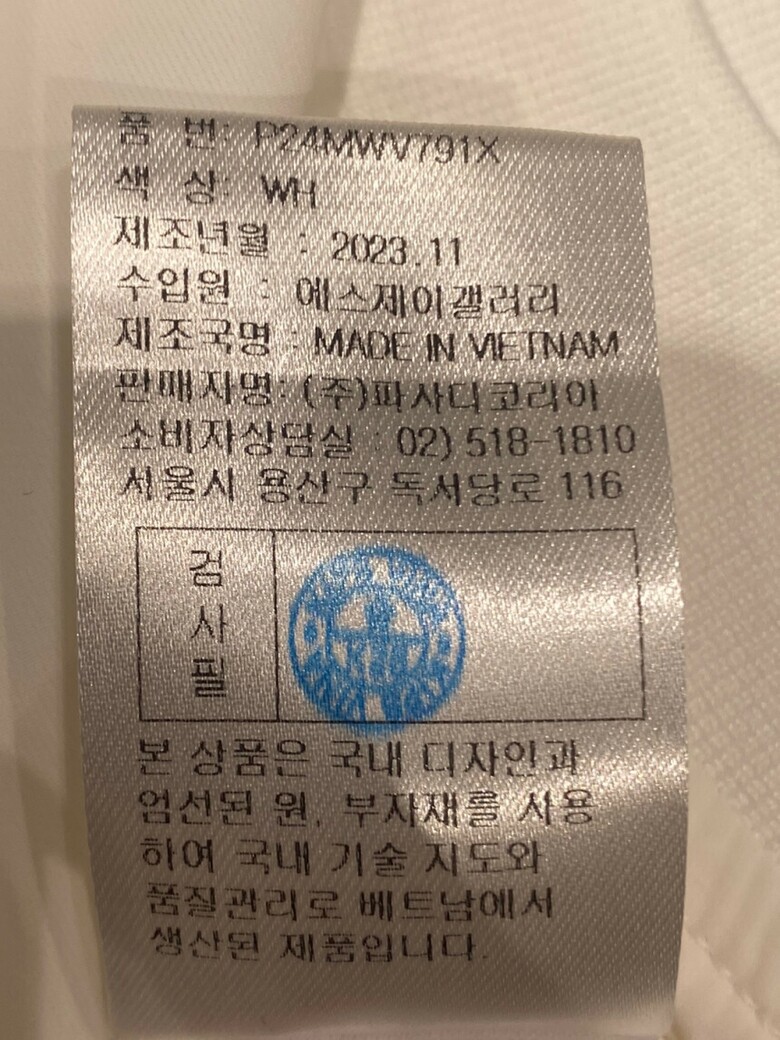 품 번: P24MWV791X
색 상: WH
제조년월 : 2023.11
수입원 : 에스제이갤러리
제조국명 : MADE IN VIETNAM
판매자명: (주)파사디코리아
소비자상담실 : 02) 518-1810
서울시 용산구 독서당로 116
검
사
필
본 상품은 국내 디자인과
엄선된 원, 부자재를 사용
하여 국내 기술 지도와
품질관리로 베트남에서
생산된 제품입니다.